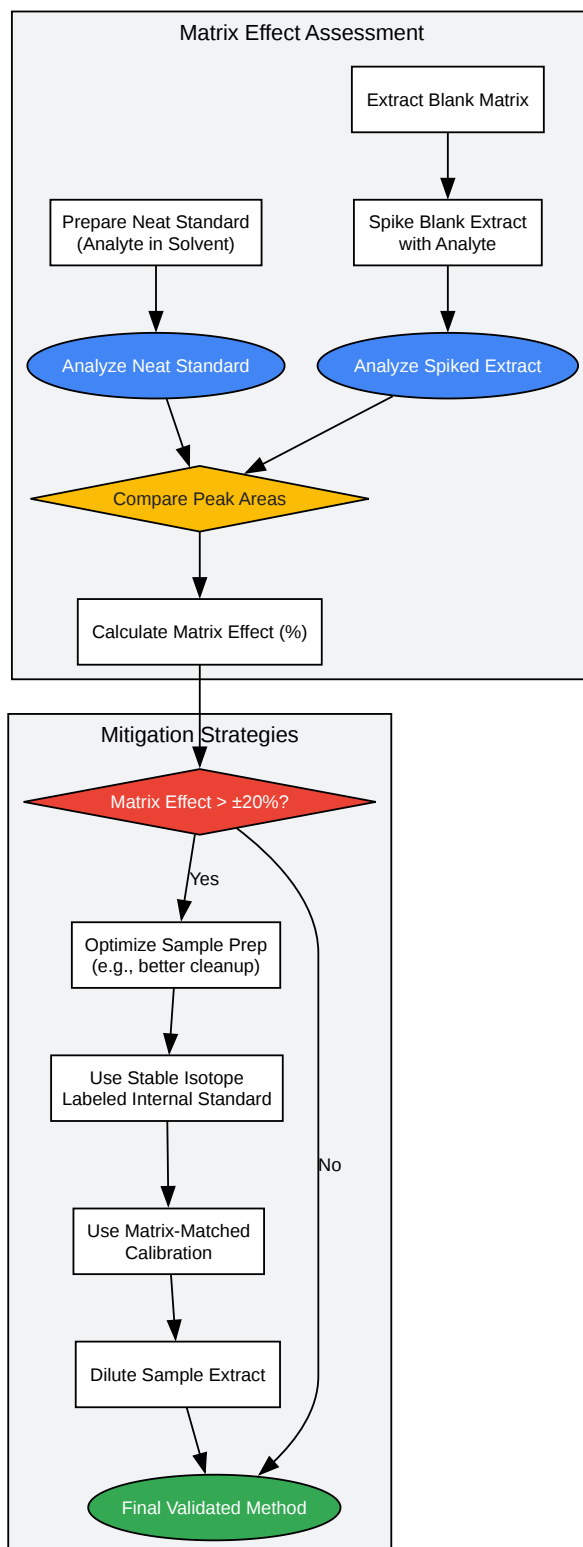 Matrix Effect Assessment
Extract Blank Matrix
Prepare Neat Standard
(Analyte in Solvent)
Spike Blank Extract
with Analyte
Analyze Neat Standard
Analyze Spiked Extract
Compare Peak Areas
Calculate Matrix Effect (%)
Mitigation Strategies
Matrix Effect > ±20%?
Yes
Optimize Sample Prep
(e.g., better cleanup)
Use Stable Isotope
Labeled Internal Standard
No
Use Matrix-Matched
Calibration
Dilute Sample Extract
Final Validated Method